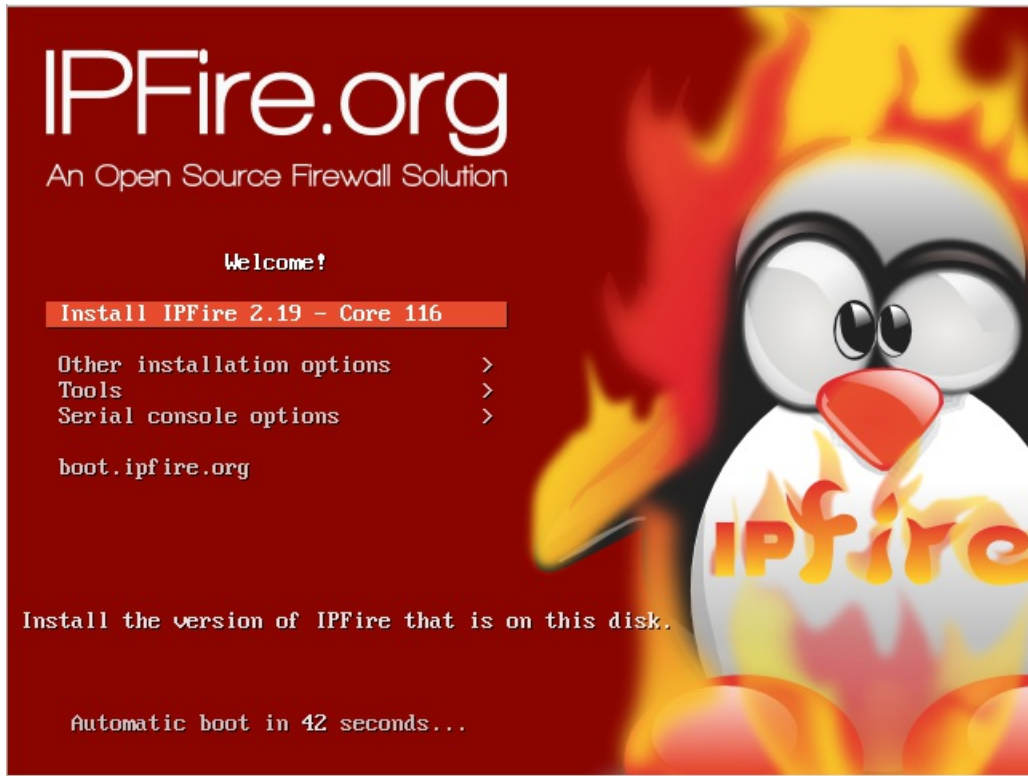 IPFire.org
An Open Source Firewall Solution
Welcome!
Install IPFire 2.19 - Core 116
Other installation options >
Tools >
Serial console options >
boot.ipfire.org
IPfire
Install the version of IPFire that is on this disk.
Automatic boot in 42 seconds...